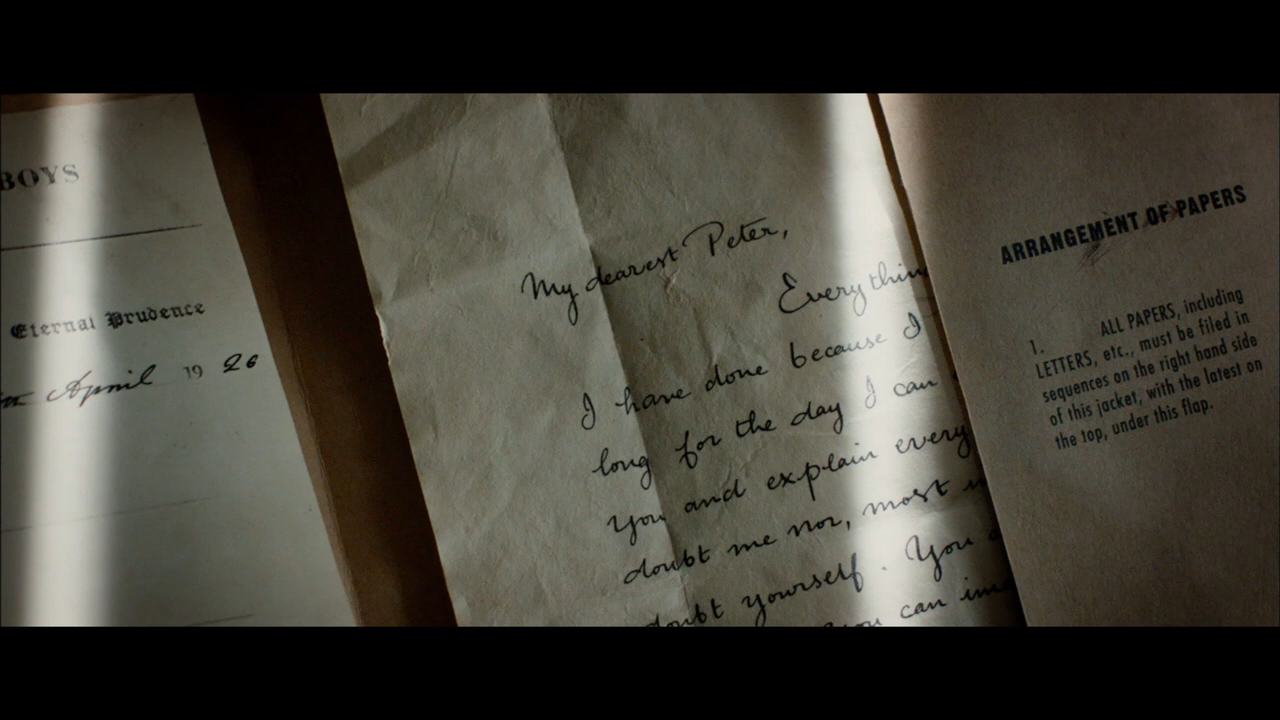 BOYS
Eternal Prudence
April 19 26
My dearest Peter,
Everythin
I have done because I
long for the day I can
you and explain every
doubt me nor, most
doubt yourself. You
you can im
ARRANGEMENT OF PAPERS
1. ALL PAPERS, including
LETTERS, etc., must be filed in
sequences on the right hand side
of this jacket, with the latest on
the top, under this flap.